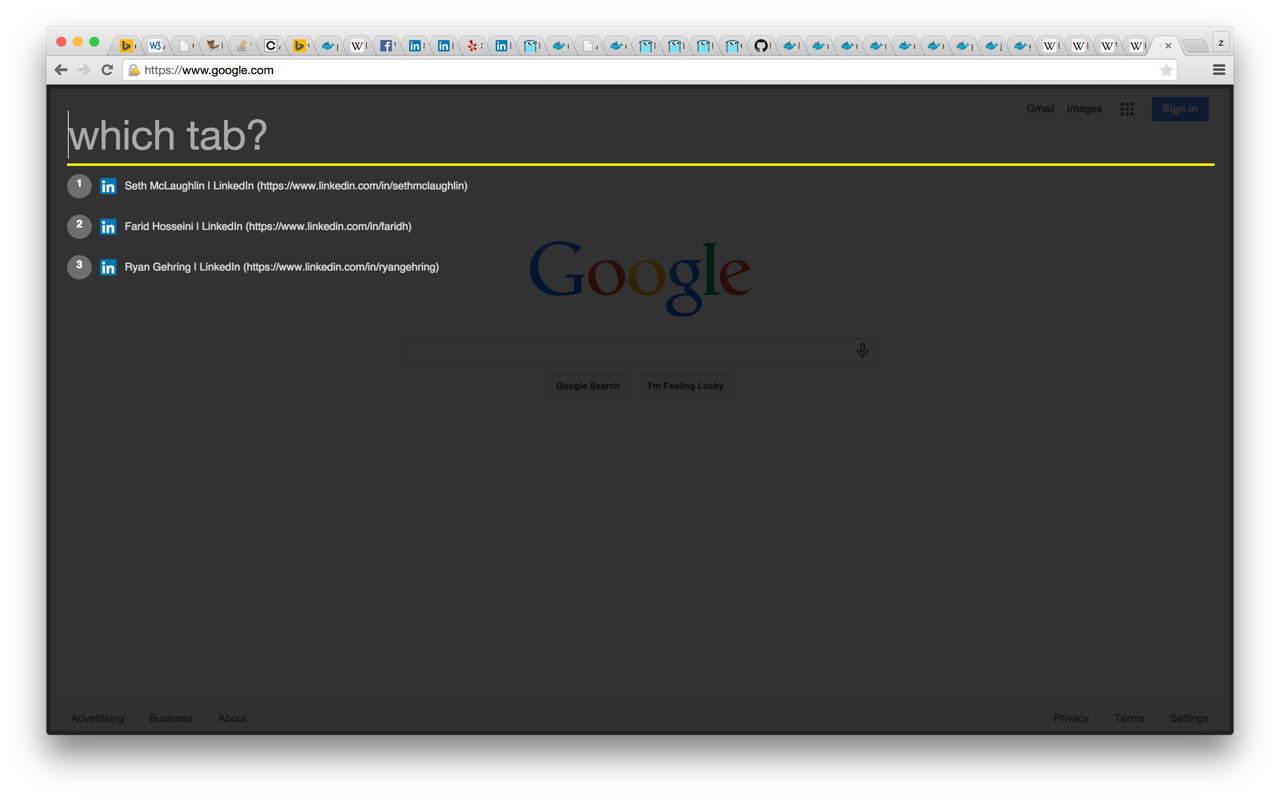 z
https://www.google.com
Gmail Images Sign in
which tab?
1 Seth McLaughlin | LinkedIn (https://www.linkedin.com/in/sethmclaughlin)
2 Farid Hosseini | LinkedIn (https://www.linkedin.com/in/faridh)
3 Ryan Gehring | LinkedIn (https://www.linkedin.com/in/ryangehring)
Google
Google Search I'm Feeling Lucky
Advertising Business About Privacy Terms Settings